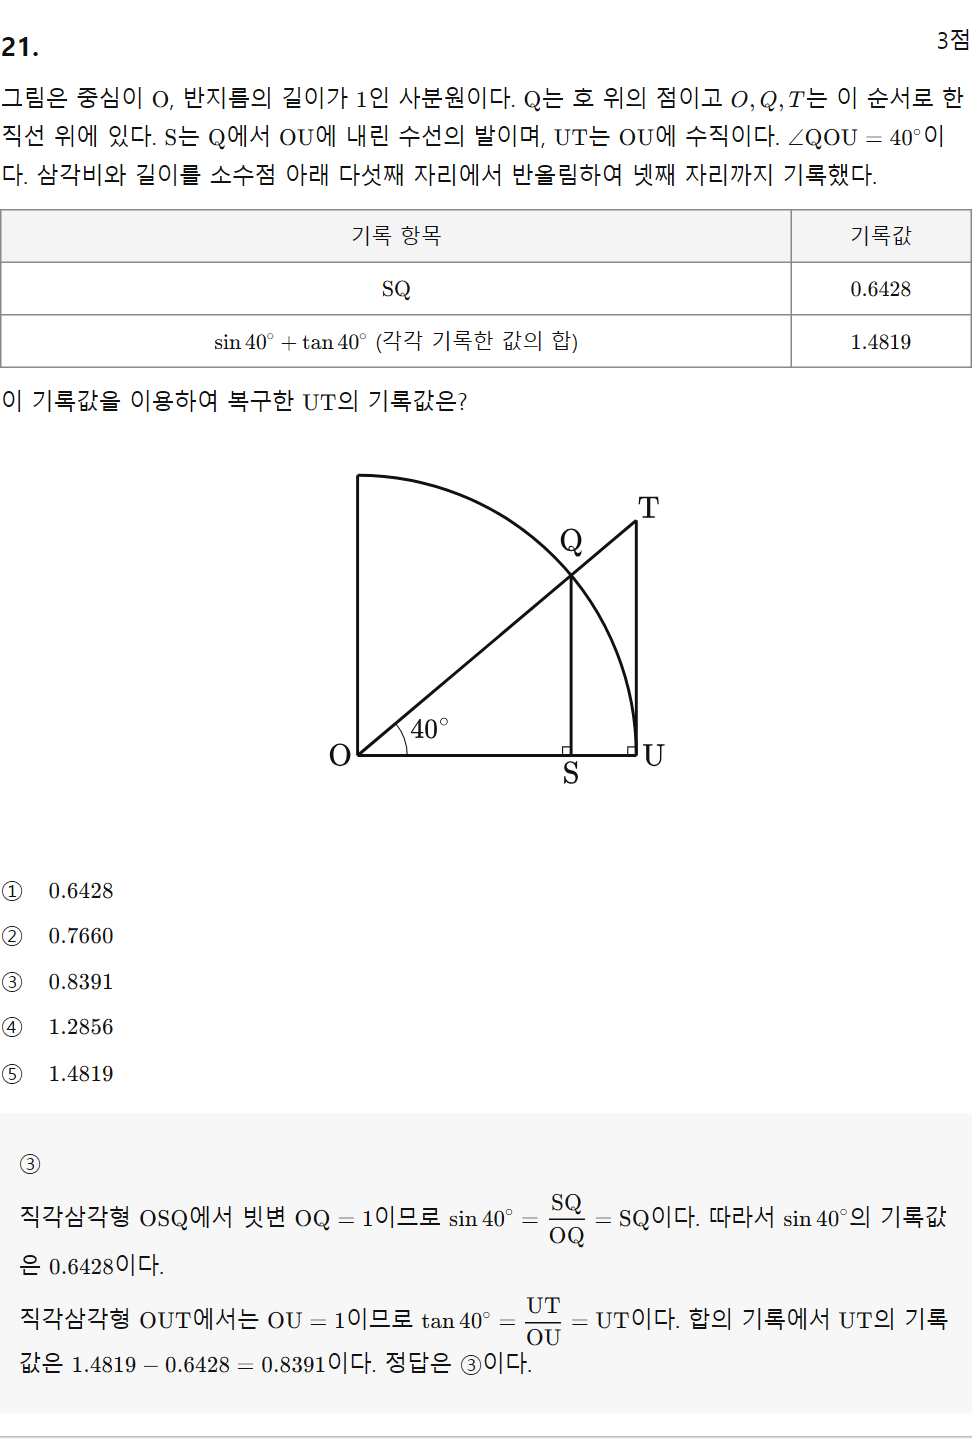 21.
3점
그림은 중심이 O, 반지름의 길이가 1인 사분원이다. Q는 호 위의 점이고 O, Q, T는 이 순서로 한
직선 위에 있다. S는 Q에서 OU에 내린 수선의 발이며, UT는 OU에 수직이다. ∠QOU = 40°이
다. 삼각비와 길이를 소수점 아래 다섯째 자리에서 반올림하여 넷째 자리까지 기록했다.
기록 항목 기록값
SQ 0.6428
sin 40° + tan 40° (각각 기록한 값의 합) 1.4819
이 기록값을 이용하여 복구한 UT의 기록값은?
T
Q
40°
O
U
S
① 0.6428
② 0.7660
③ 0.8391
④ 1.2856
⑤ 1.4819
③
직각삼각형 OSQ에서 빗변 OQ = 1이므로 sin 40° = SQ/OQ = SQ이다. 따라서 sin 40°의 기록값
은 0.6428이다.
직각삼각형 OUT에서는 OU = 1이므로 tan 40° = UT/OU = UT이다. 합의 기록에서 UT의 기록
값은 1.4819 − 0.6428 = 0.8391이다. 정답은 ③이다.